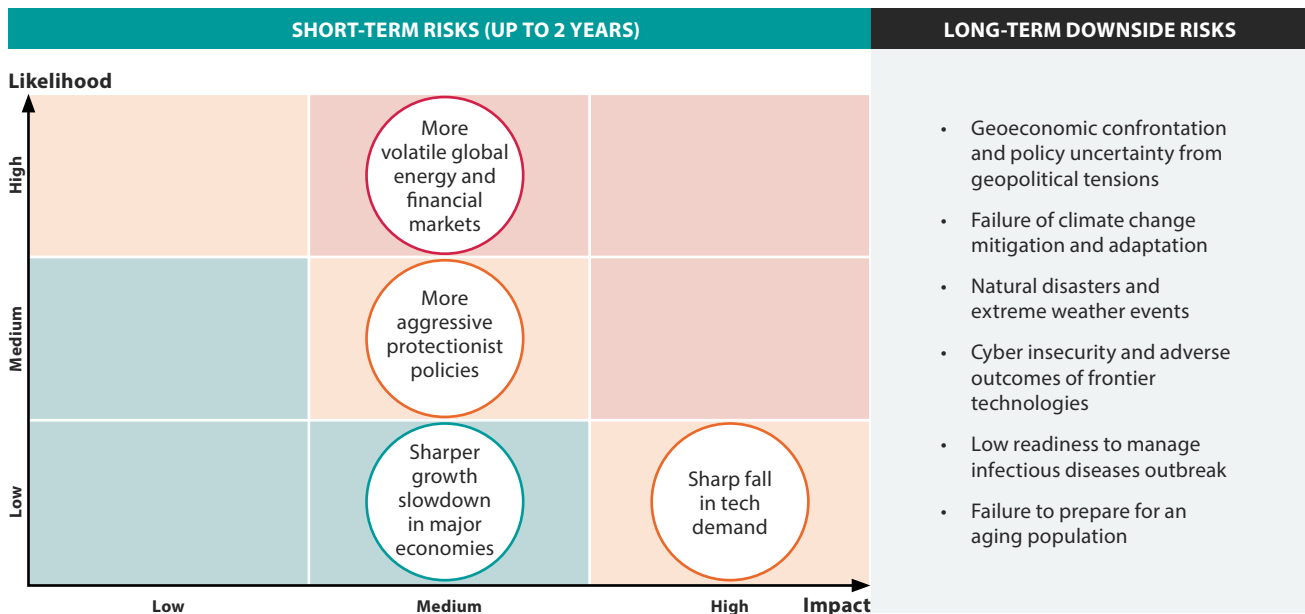 SHORT-TERM RISKS (UP TO 2 YEARS)
LONG-TERM DOWNSIDE RISKS
Likelihood
High
More
volatile global
energy and
financial
markets
Medium
More
aggressive
protectionist
policies
Low
Sharper
growth
slowdown
in major
economies
Sharp fall
in tech
demand
Low
Medium
High
Impact
• Geoeconomic confrontation
and policy uncertainty from
geopolitical tensions
• Failure of climate change
mitigation and adaptation
• Natural disasters and
extreme weather events
• Cyber insecurity and adverse
outcomes of frontier
technologies
• Low readiness to manage
infectious diseases outbreak
• Failure to prepare for an
aging population